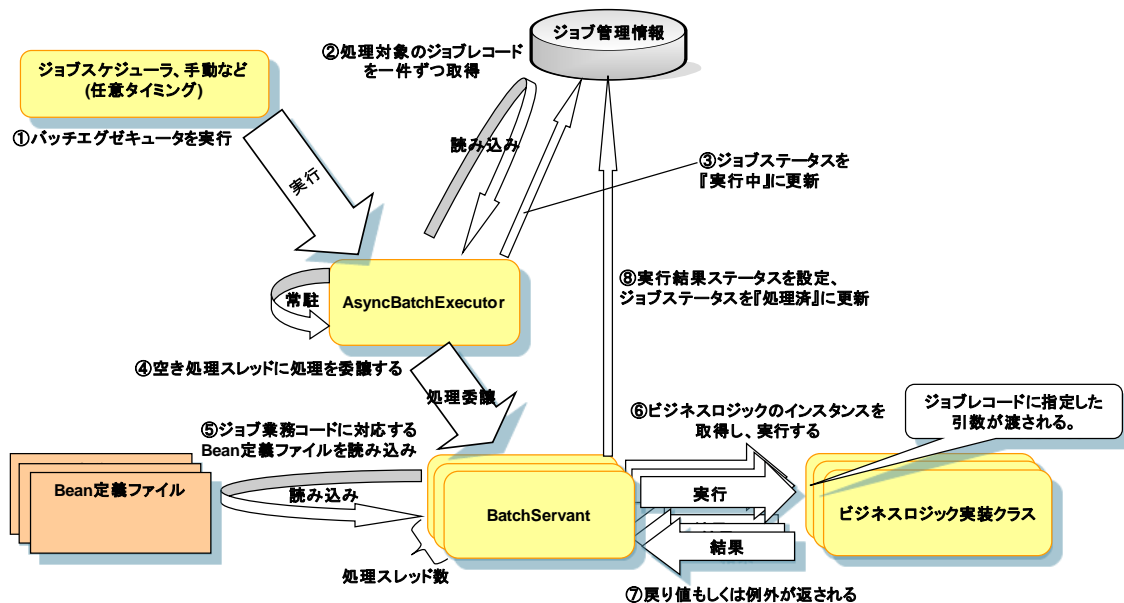 ジョブ管理情報
②処理対象のジョブレコード
を一件ずつ取得
ジョブスケジューラ、手動など
(任意タイミング)
①バッチエグゼキュータを実行
読み込み
③ジョブステータスを
『実行中』に更新
実行
⑧実行結果ステータスを設定、
ジョブステータスを『処理済』に更新
常駐
AsyncBatchExecutor
④空き処理スレッドに処理を委譲する
処理委譲
ジョブレコードに指定した
引数が渡される。
⑥ビジネスロジックのインスタンスを
取得し、実行する
⑤ジョブ業務コードに対応する
Bean定義ファイルを読み込み
Bean定義ファイル
読み込み
実行
BatchServant
ビジネスロジック実装クラス
結果
処理スレッド数
⑦戻り値もしくは例外が返される